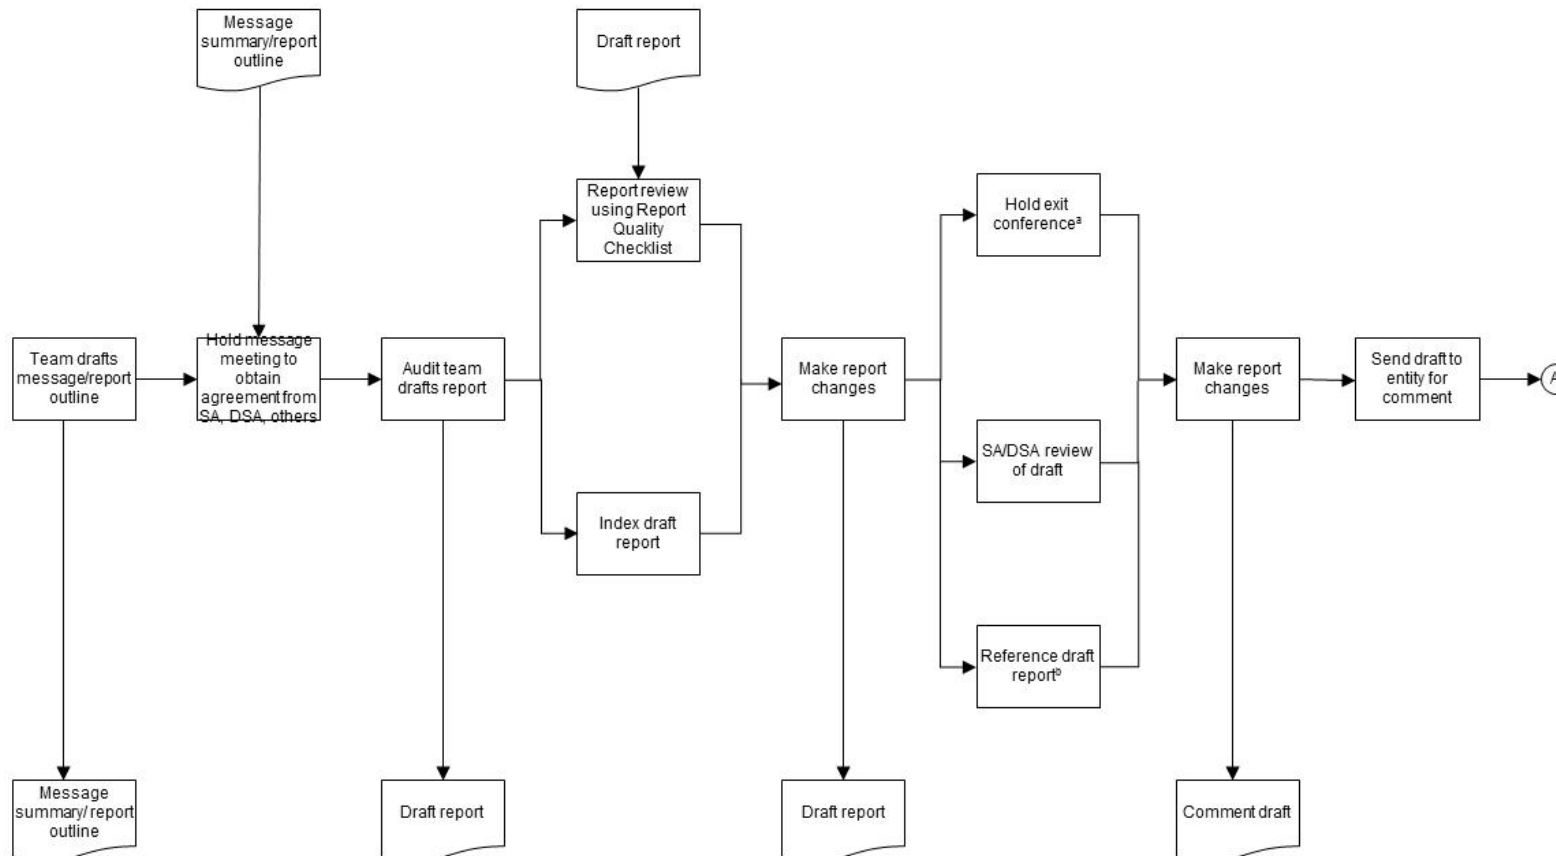 Message
summary/report
outline
Draft report
Report review
using Report
Quality
Checklist
Hold exit
conferenceᵃ
Team drafts
message/report
outline
Hold message
meeting to
obtain
agreement from
SA, DSA, others
Audit team
drafts report
Make report
changes
Make report
changes
Send draft to
entity for
comment
A
SA/DSA review
of draft
Index draft
report
Reference draft
reportᵇ
Message
summary/ report
outline
Draft report
Draft report
Comment draft